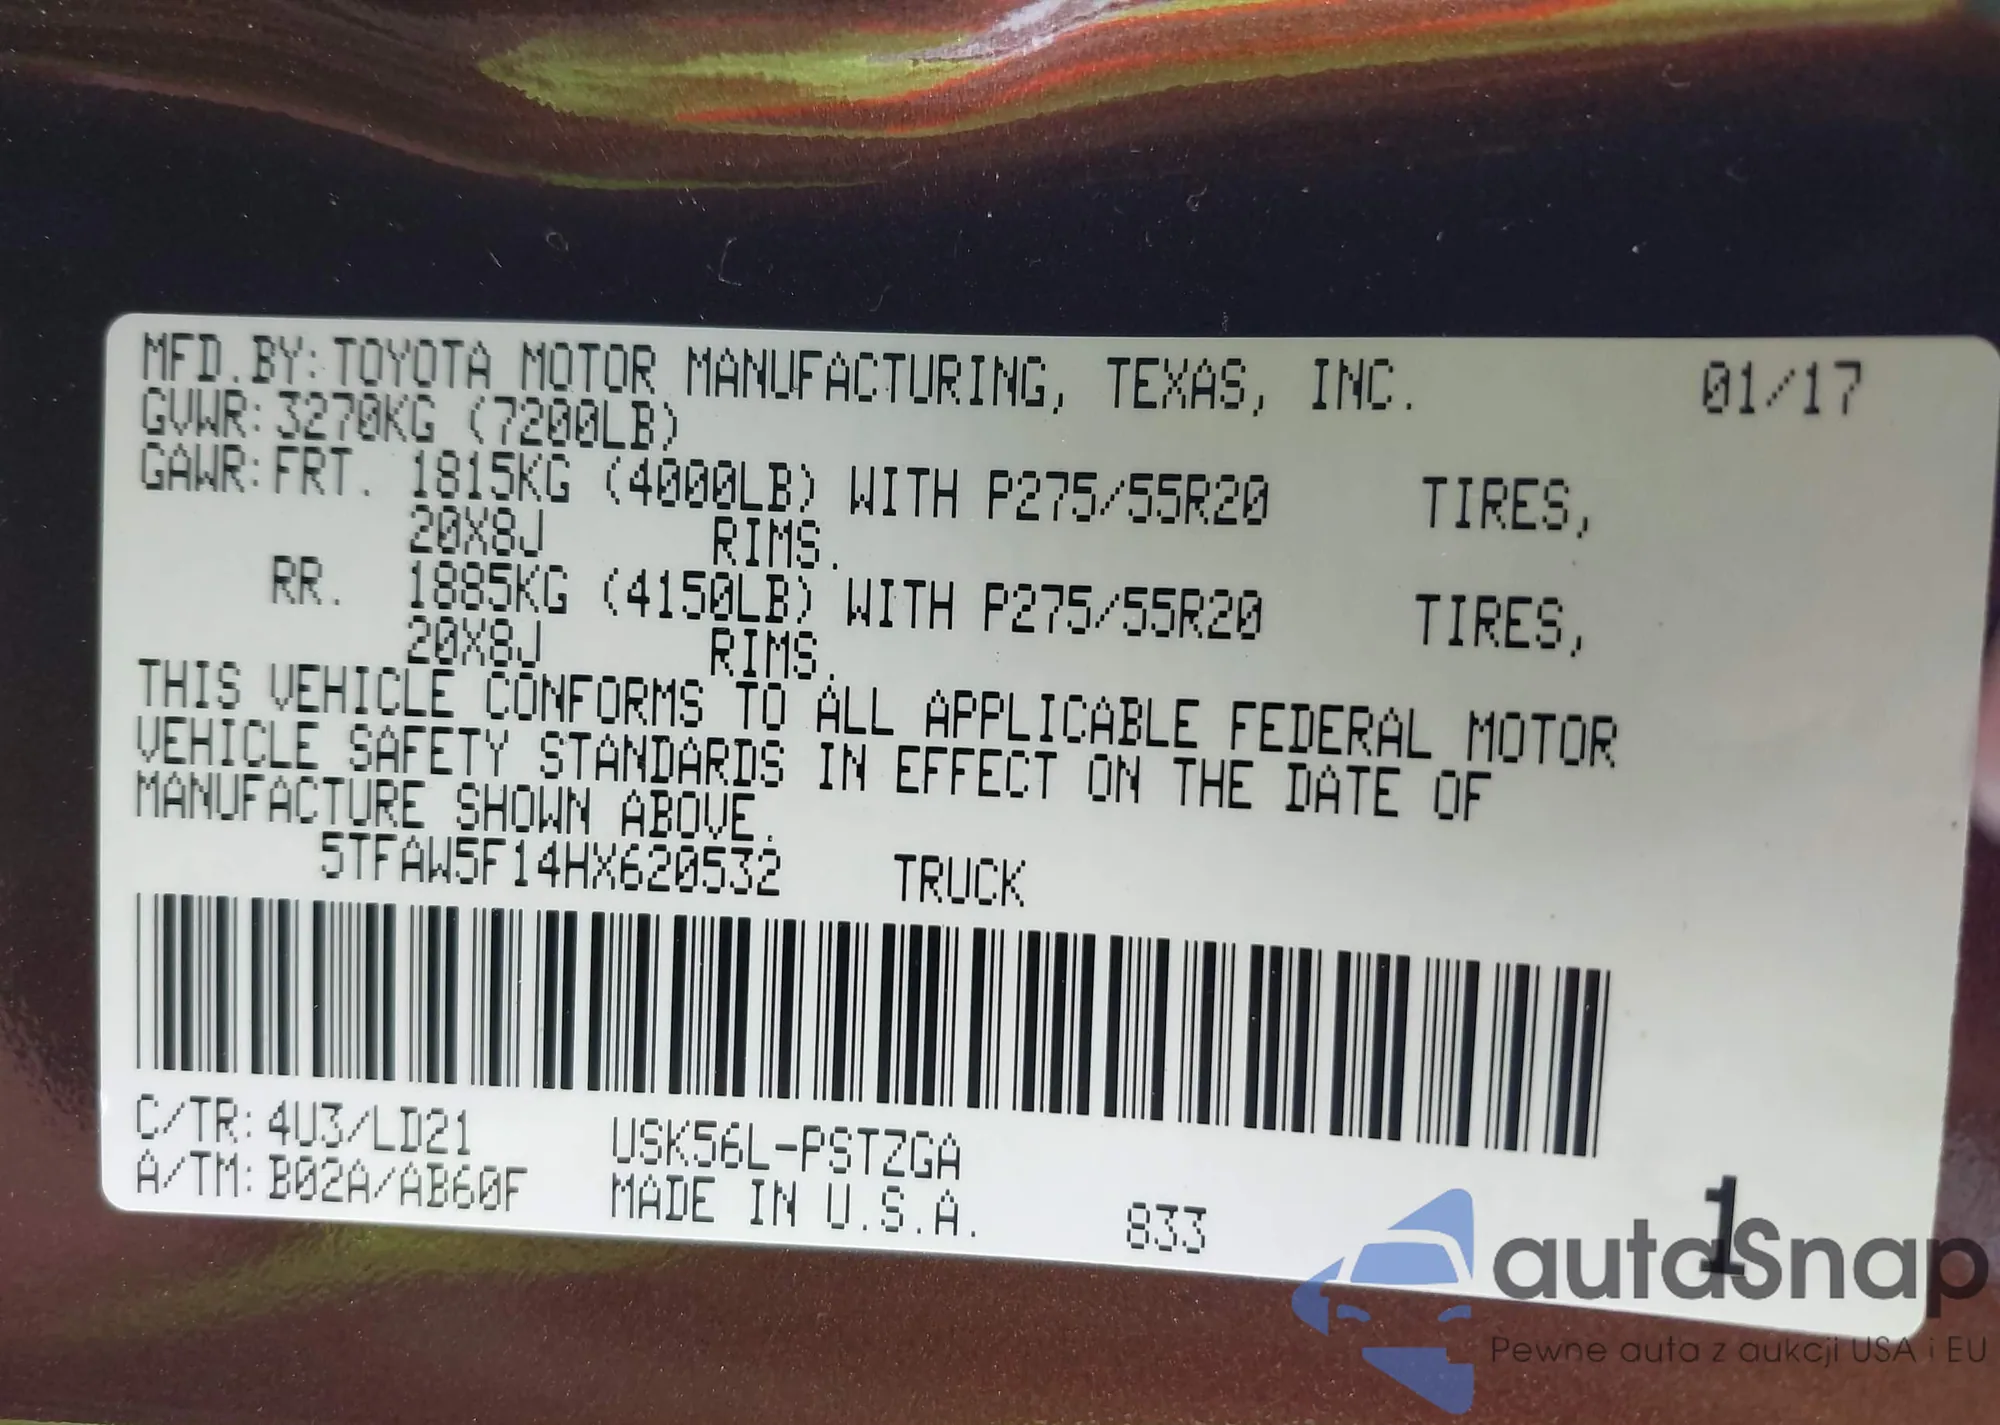 MFD.BY:TOYOTA MOTOR MANUFACTURING, TEXAS, INC. 01/17
GVWR:3270KG (7200LB)
GAWR:FRT. 1815KG (4000LB) WITH P275/55R20 TIRES,
20X8J RIMS.
RR. 1885KG (4150LB) WITH P275/55R20 TIRES,
20X8J RIMS.
THIS VEHICLE CONFORMS TO ALL APPLICABLE FEDERAL MOTOR
VEHICLE SAFETY STANDARDS IN EFFECT ON THE DATE OF
MANUFACTURE SHOWN ABOVE.
5TFAW5F14HX620532 TRUCK
C/TR:4U3/LD21 USK56L-PSTZGA
A/TM:B02A/AB60F MADE IN U.S.A. 833 1
autaSnap
Pewne auta z aukcji USA i EU